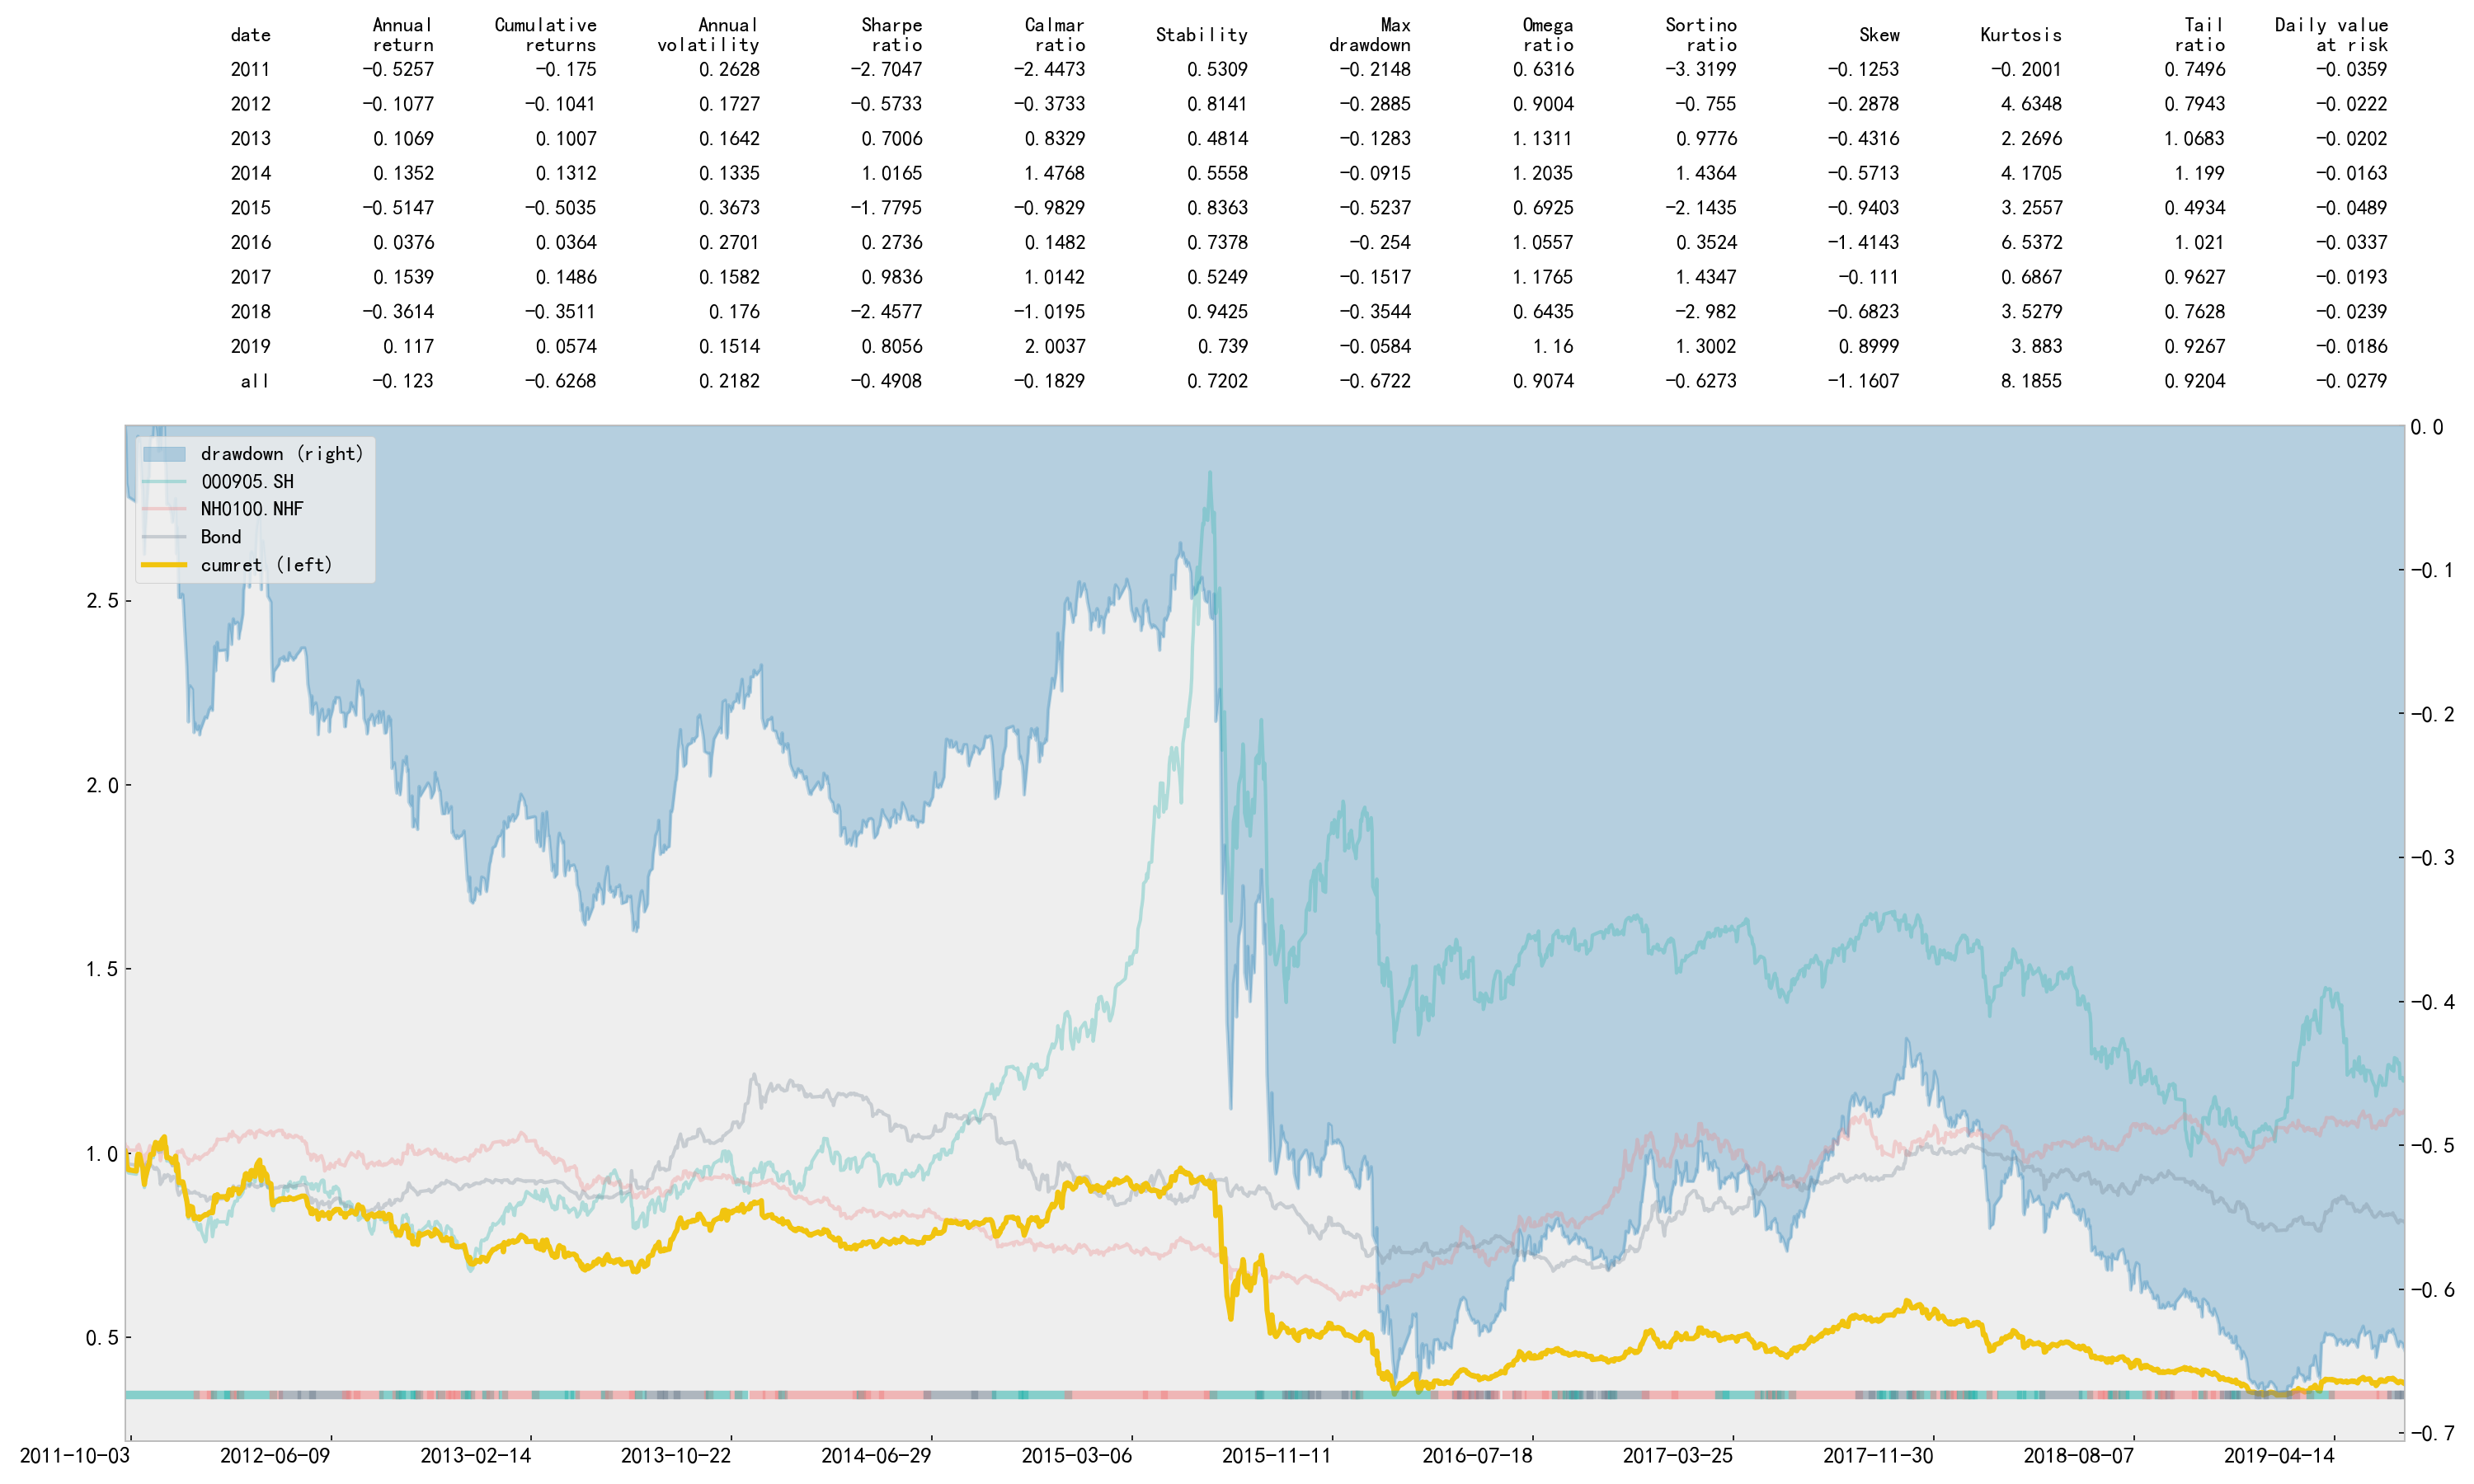 date Annual return Cumulative returns Annual volatility Sharpe ratio Calmar ratio Stability Max drawdown Omega ratio Sortino ratio Skew Kurtosis Tail ratio Daily value at risk
2011 -0.5257 -0.175 0.2628 -2.7047 -2.4473 0.5309 -0.2148 0.6316 -3.3199 -0.1253 -0.2001 0.7496 -0.0359
2012 -0.1077 -0.1041 0.1727 -0.5733 -0.3733 0.8141 -0.2885 0.9004 -0.755 -0.2878 4.6348 0.7943 -0.0222
2013 0.1069 0.1007 0.1642 0.7006 0.8329 0.4814 -0.1283 1.1311 0.9776 -0.4316 2.2696 1.0683 -0.0202
2014 0.1352 0.1312 0.1335 1.0165 1.4768 0.5558 -0.0915 1.2035 1.4364 -0.5713 4.1705 1.199 -0.0163
2015 -0.5147 -0.5035 0.3673 -1.7795 -0.9829 0.8363 -0.5237 0.6925 -2.1435 -0.9403 3.2557 0.4934 -0.0489
2016 0.0376 0.0364 0.2701 0.2736 0.1482 0.7378 -0.254 1.0557 0.3524 -1.4143 6.5372 1.021 -0.0337
2017 0.1539 0.1486 0.1582 0.9836 1.0142 0.5249 -0.1517 1.1765 1.4347 -0.111 0.6867 0.9627 -0.0193
2018 -0.3614 -0.3511 0.176 -2.4577 -1.0195 0.9425 -0.3544 0.6435 -2.982 -0.6823 3.5279 0.7628 -0.0239
2019 0.117 0.0574 0.1514 0.8056 2.0037 0.739 -0.0584 1.16 1.3002 0.8999 3.883 0.9267 -0.0186
all -0.123 -0.6268 0.2182 -0.4908 -0.1829 0.7202 -0.6722 0.9074 -0.6273 -1.1607 8.1855 0.9204 -0.0279
drawdown (right)
000905.SH
NH0100.NHF
Bond
cumret (left)
2.5
2.0
1.5
1.0
0.5
0.0
-0.1
-0.2
-0.3
-0.4
-0.5
-0.6
-0.7
2011-10-03 2012-06-09 2013-02-14 2013-10-22 2014-06-29 2015-03-06 2015-11-11 2016-07-18 2017-03-25 2017-11-30 2018-08-07 2019-04-14